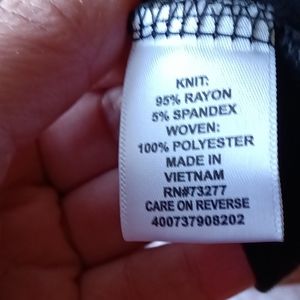 KNIT:
95% RAYON
5% SPANDEX
WOVEN:
100% POLYESTER
MADE IN
VIETNAM
RN#73277
CARE ON REVERSE
400737908202